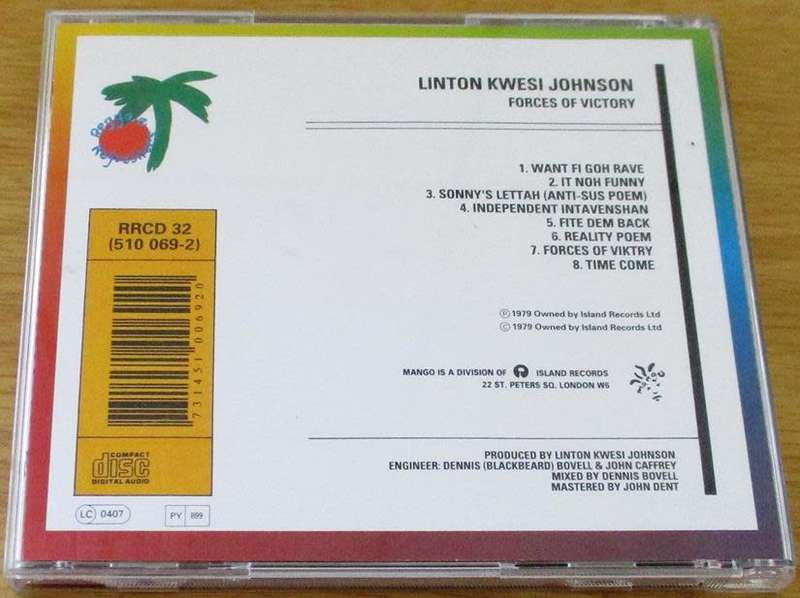 LINTON KWESI JOHNSON
FORCES OF VICTORY
1. WANT FI GOH RAVE
2. IT NOH FUNNY
3. SONNY'S LETTAH (ANTI-SUS POEM)
4. INDEPENDENT INTAVENSHAN
5. FITE DEM BACK
6. REALITY POEM
7. FORCES OF VIKTRY
8. TIME COME
RRCD 32
(510 069-2)
7 31451 00692 0
COMPACT
disc
DIGITAL AUDIO
LC 0407
PY 899
Ⓟ 1979 Owned by Island Records Ltd
© 1979 Owned by Island Records Ltd
MANGO IS A DIVISION OF ISLAND RECORDS
22 ST. PETERS SQ. LONDON W6
PRODUCED BY LINTON KWESI JOHNSON
ENGINEER: DENNIS (BLACKBEARD) BOVELL & JOHN CAFFREY
MIXED BY DENNIS BOVELL
MASTERED BY JOHN DENT